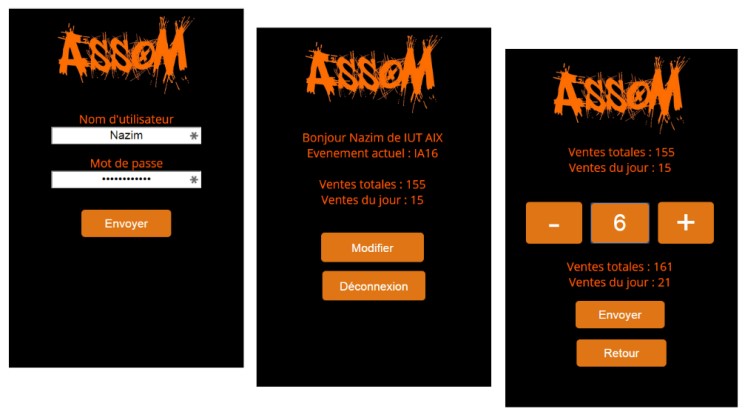 ASSOM
Nom d'utilisateur
Nazim
Mot de passe
••••••••••••
Envoyer
ASSOM
Bonjour Nazim de IUT AIX
Evenement actuel : IA16
Ventes totales : 155
Ventes du jour : 15
Modifier
Déconnexion
ASSOM
Ventes totales : 155
Ventes du jour : 15
- 6 +
Ventes totales : 161
Ventes du jour : 21
Envoyer
Retour